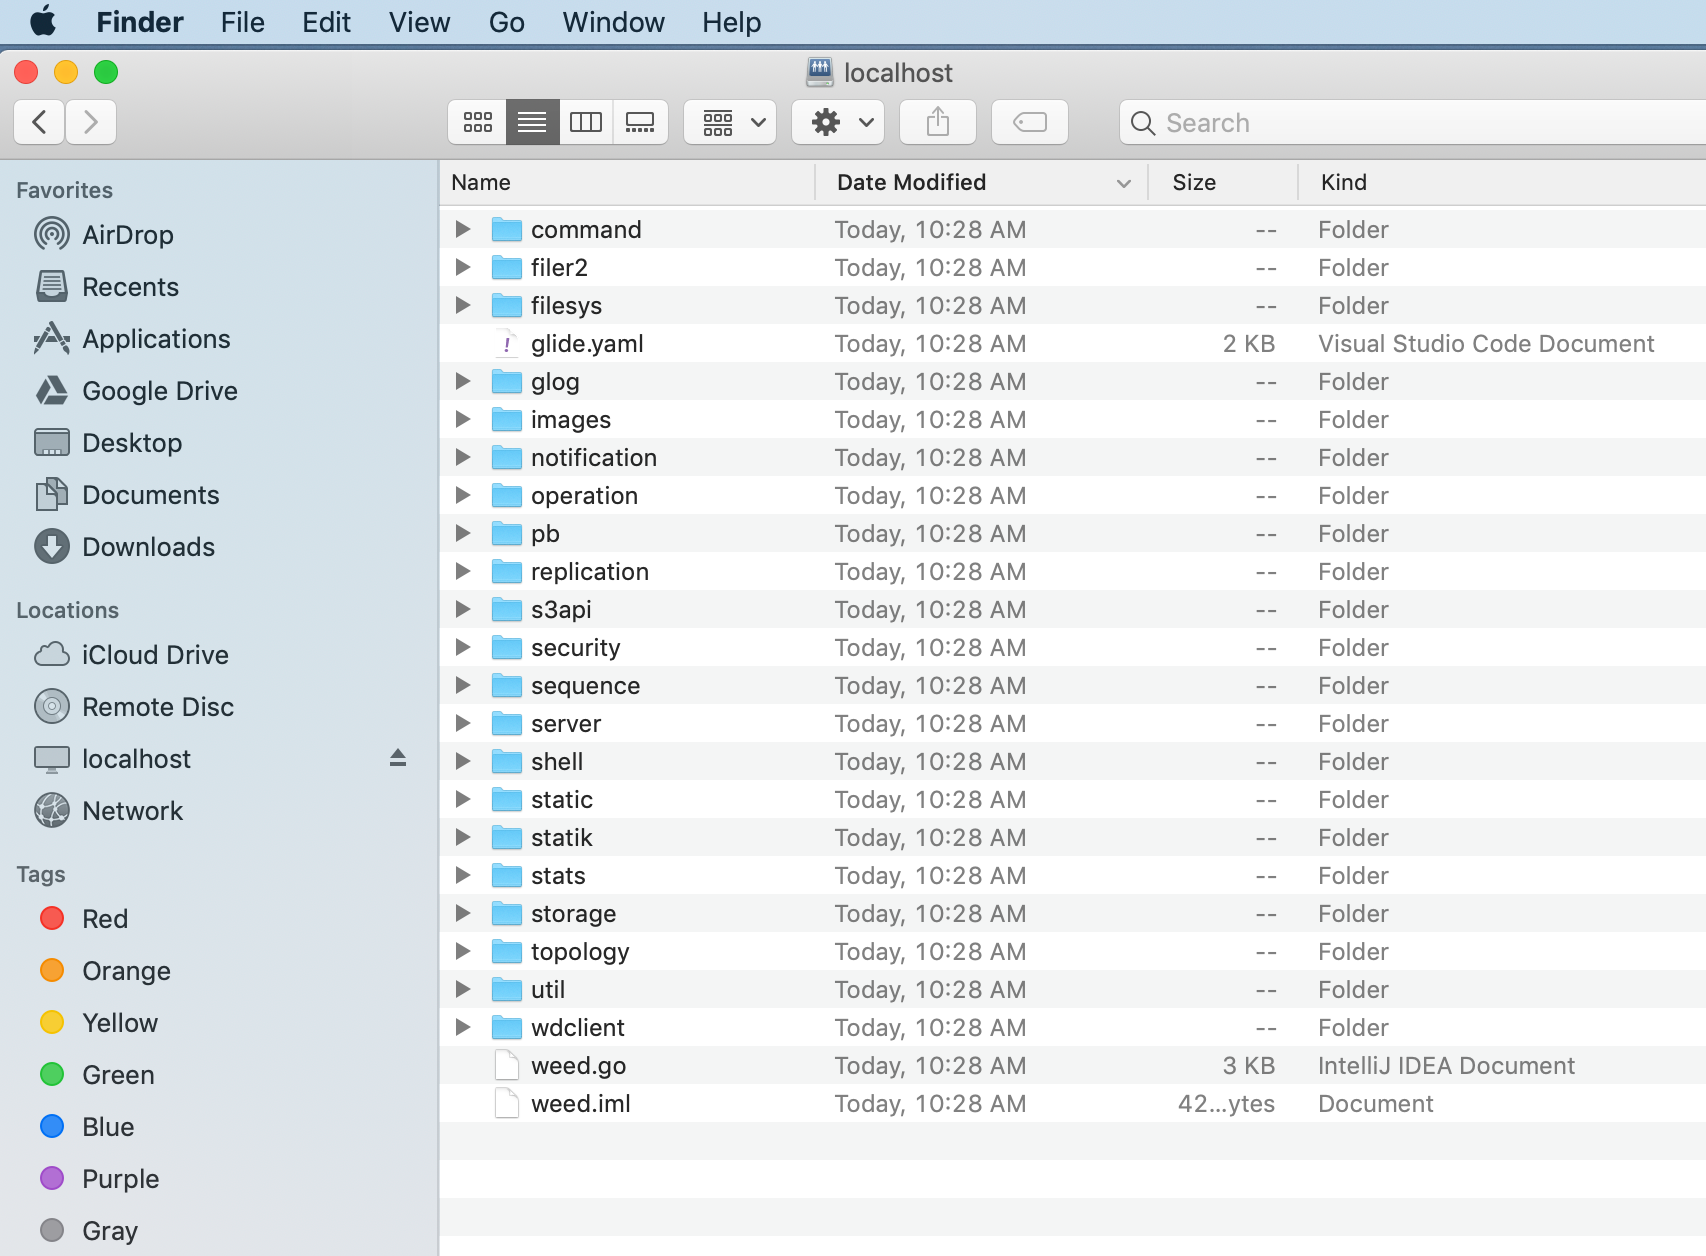 Finder File Edit View Go Window Help
localhost
Search
Favorites
AirDrop
Recents
Applications
Google Drive
Desktop
Documents
Downloads
Locations
iCloud Drive
Remote Disc
localhost
Network
Tags
Red
Orange
Yellow
Green
Blue
Purple
Gray
Name Date Modified Size Kind
command Today, 10:28 AM -- Folder
filer2 Today, 10:28 AM -- Folder
filesys Today, 10:28 AM -- Folder
glide.yaml Today, 10:28 AM 2 KB Visual Studio Code Document
glog Today, 10:28 AM -- Folder
images Today, 10:28 AM -- Folder
notification Today, 10:28 AM -- Folder
operation Today, 10:28 AM -- Folder
pb Today, 10:28 AM -- Folder
replication Today, 10:28 AM -- Folder
s3api Today, 10:28 AM -- Folder
security Today, 10:28 AM -- Folder
sequence Today, 10:28 AM -- Folder
server Today, 10:28 AM -- Folder
shell Today, 10:28 AM -- Folder
static Today, 10:28 AM -- Folder
statik Today, 10:28 AM -- Folder
stats Today, 10:28 AM -- Folder
storage Today, 10:28 AM -- Folder
topology Today, 10:28 AM -- Folder
util Today, 10:28 AM -- Folder
wdclient Today, 10:28 AM -- Folder
weed.go Today, 10:28 AM 3 KB IntelliJ IDEA Document
weed.iml Today, 10:28 AM 42...ytes Document